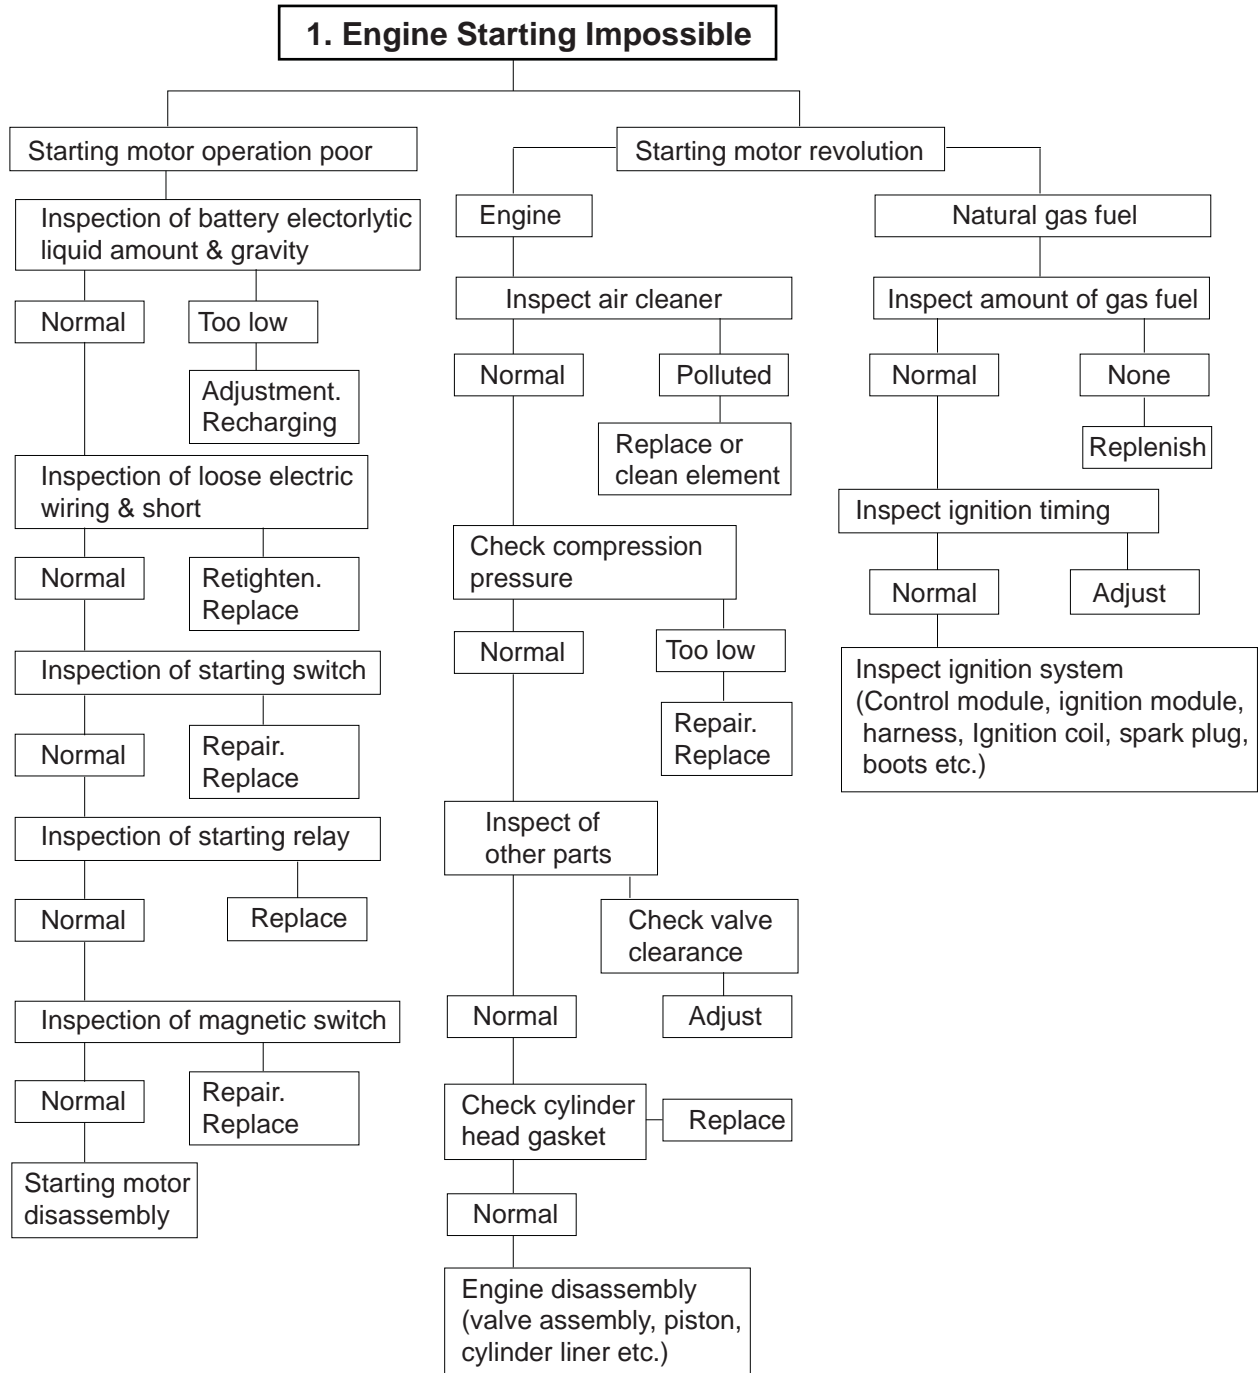 1. Engine Starting Impossible
Starting motor operation poor
Inspection of battery electorlytic
liquid amount & gravity
Normal
Too low
Adjustment.
Recharging
Inspection of loose electric
wiring & short
Normal
Retighten.
Replace
Inspection of starting switch
Normal
Repair.
Replace
Inspection of starting relay
Normal
Replace
Inspection of magnetic switch
Normal
Repair.
Replace
Starting motor
disassembly
Starting motor revolution
Engine
Inspect air cleaner
Normal
Polluted
Replace or
clean element
Check compression
pressure
Normal
Too low
Repair.
Replace
Inspect of
other parts
Check valve
clearance
Normal
Adjust
Check cylinder
head gasket
Replace
Normal
Engine disassembly
(valve assembly, piston,
cylinder liner etc.)
Natural gas fuel
Inspect amount of gas fuel
Normal
None
Replenish
Inspect ignition timing
Normal
Adjust
Inspect ignition system
(Control module, ignition module,
harness, Ignition coil, spark plug,
boots etc.)